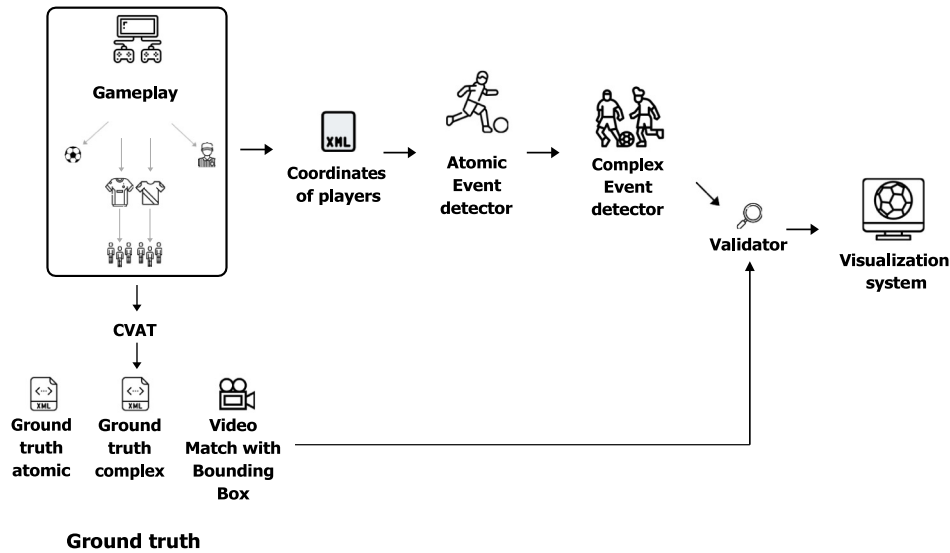 Gameplay
XML
Coordinates
of players
Atomic
Event
detector
Complex
Event
detector
Validator
Visualization
system
CVAT
XML
Ground
truth
atomic
XML
Ground
truth
complex
Video
Match with
Bounding
Box
Ground truth